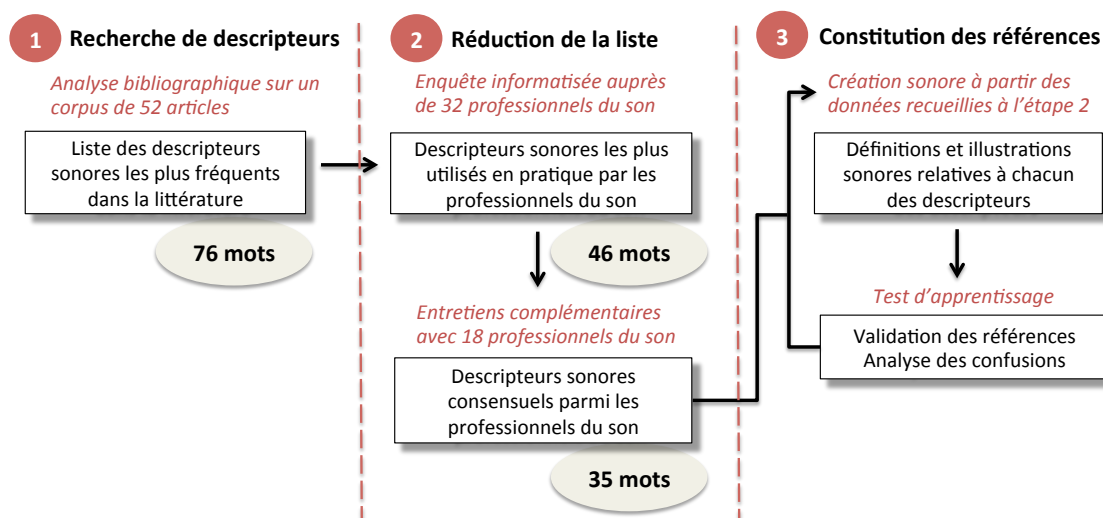 1 Recherche de descripteurs
Analyse bibliographique sur un
corpus de 52 articles
Liste des descripteurs
sonores les plus fréquents
dans la littérature
76 mots
2 Réduction de la liste
Enquête informatisée auprès
de 32 professionnels du son
Descripteurs sonores les plus
utilisés en pratique par les
professionnels du son
46 mots
Entretiens complémentaires
avec 18 professionnels du son
Descripteurs sonores
consensuels parmi les
professionnels du son
35 mots
3 Constitution des références
Création sonore à partir des
données recueillies à l'étape 2
Définitions et illustrations
sonores relatives à chacun
des descripteurs
Test d'apprentissage
Validation des références
Analyse des confusions